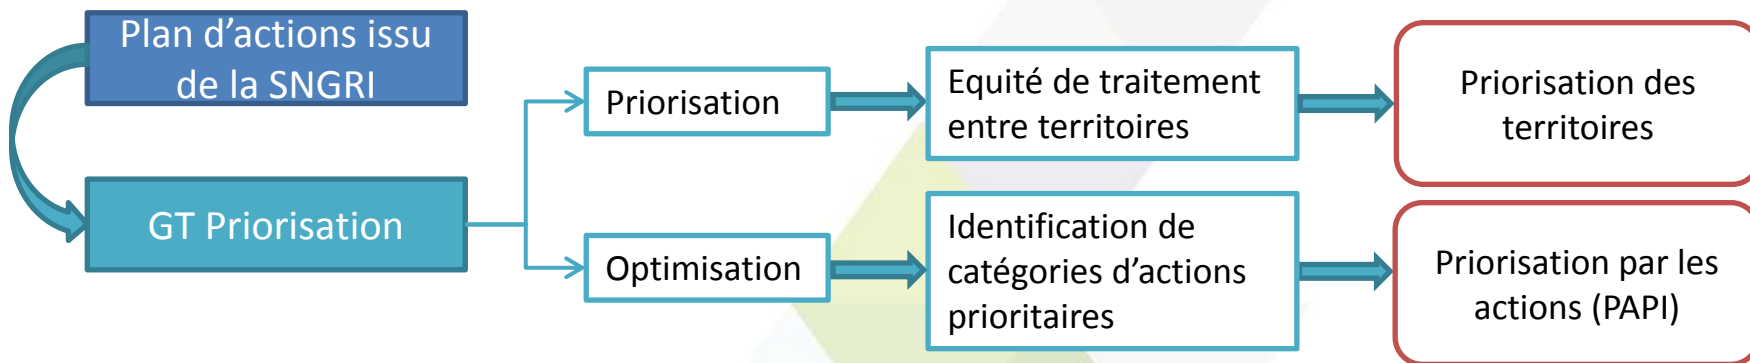 Plan d’actions issu
de la SNGRI
GT Priorisation
Priorisation
Equité de traitement
entre territoires
Priorisation des
territoires
Optimisation
Identification de
catégories d’actions
prioritaires
Priorisation par les
actions (PAPI)